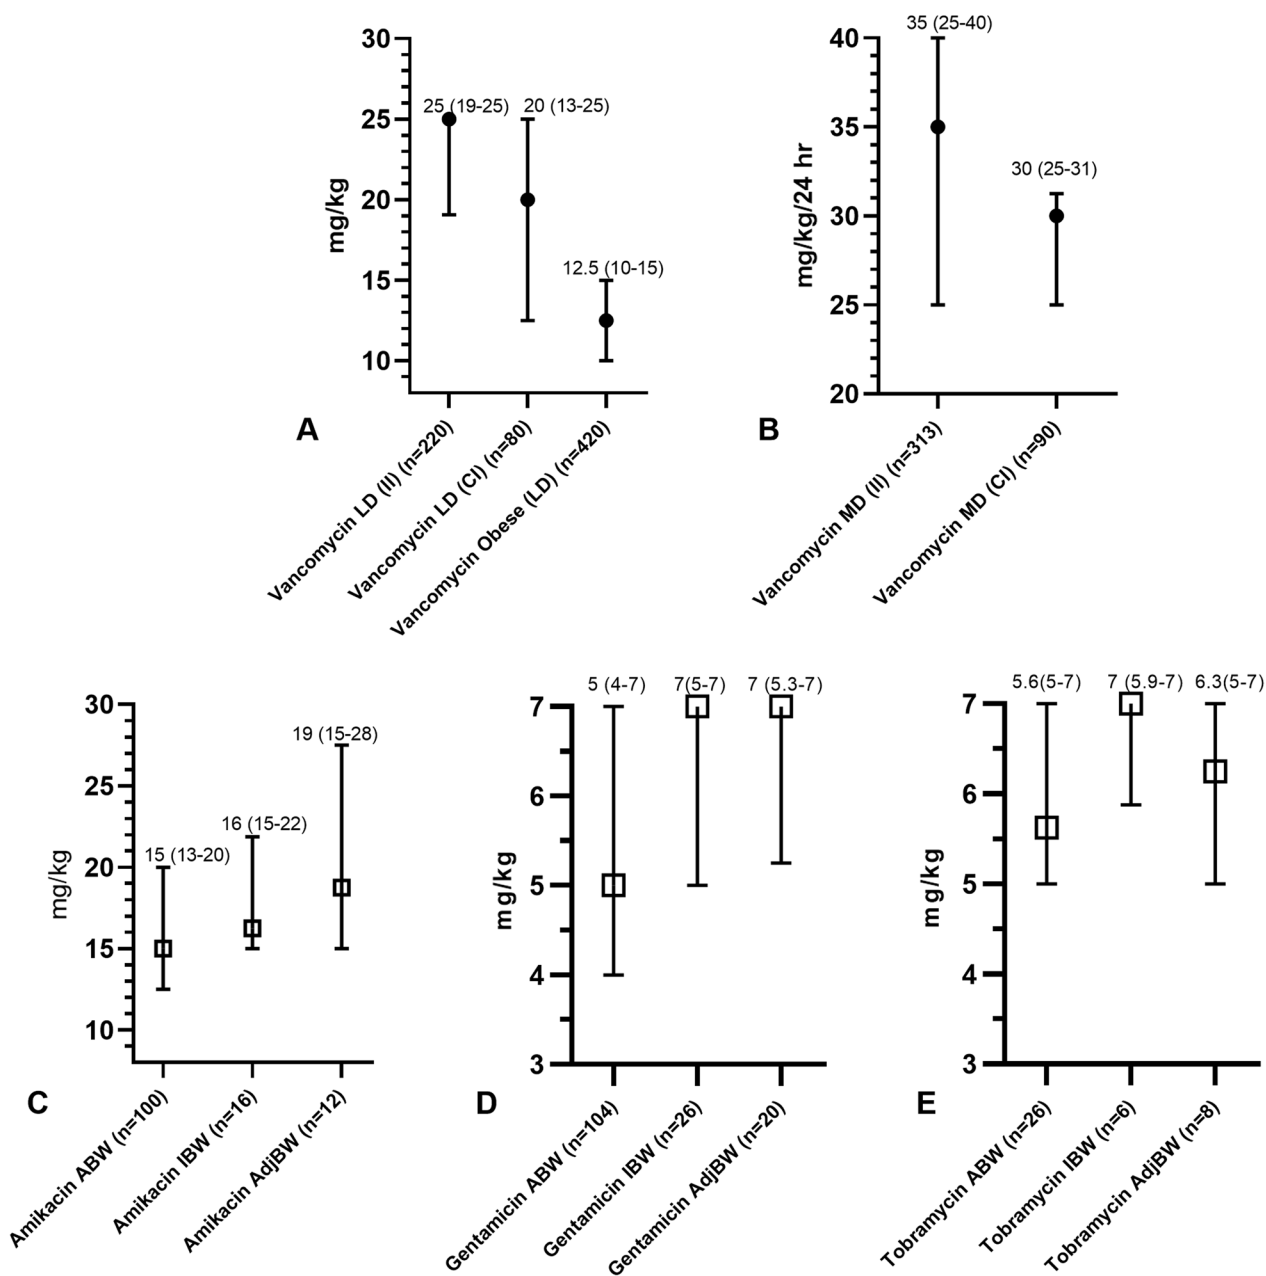 30
25
20
15
10
mg/kg
25 (19-25)
20 (13-25)
12.5 (10-15)
A
Vancomycin LD (II) (n=220)
Vancomycin LD (CI) (n=80)
Vancomycin Obese (LD) (n=420)
40
35
30
25
20
mg/kg/24 hr
35 (25-40)
30 (25-31)
B
Vancomycin MD (II) (n=313)
Vancomycin MD (CI) (n=90)
30
25
20
15
10
mg/kg
15 (13-20)
16 (15-22)
19 (15-28)
C
Amikacin ABW (n=100)
Amikacin IBW (n=16)
Amikacin AdjBW (n=12)
7
6
5
4
3
mg/kg
5 (4-7)
7(5-7)
7 (5.3-7)
D
Gentamicin ABW (n=104)
Gentamicin IBW (n=26)
Gentamicin AdjBW (n=20)
7
6
5
4
3
mg/kg
5.6(5-7)
7 (5.9-7)
6.3(5-7)
E
Tobramycin ABW (n=26)
Tobramycin IBW (n=6)
Tobramycin AdjBW (n=8)